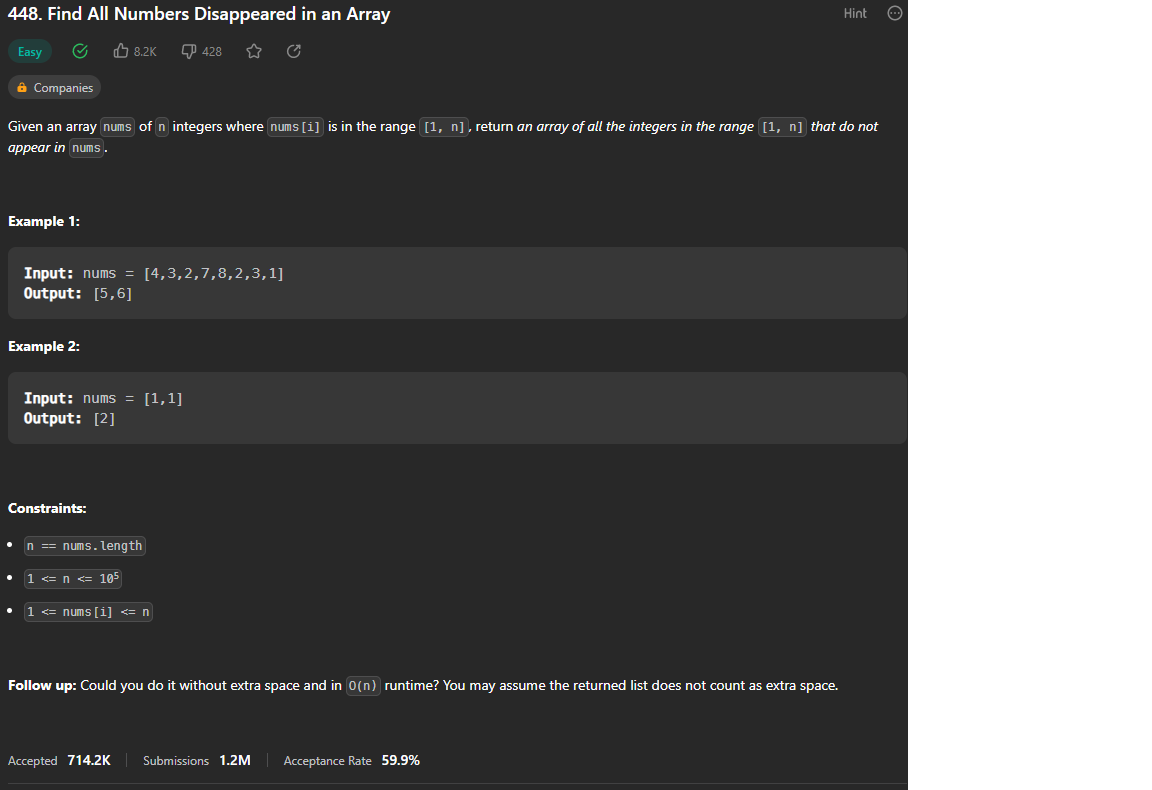 448. Find All Numbers Disappeared in an Array Hint
Easy 8.2K 428
Companies
Given an array nums of n integers where nums[i] is in the range [1, n], return an array of all the integers in the range [1, n] that do not
appear in nums.
Example 1:
Input: nums = [4,3,2,7,8,2,3,1]
Output: [5,6]
Example 2:
Input: nums = [1,1]
Output: [2]
Constraints:
• n == nums.length
• 1 <= n <= 10⁵
• 1 <= nums[i] <= n
Follow up: Could you do it without extra space and in O(n) runtime? You may assume the returned list does not count as extra space.
Accepted 714.2K Submissions 1.2M Acceptance Rate 59.9%